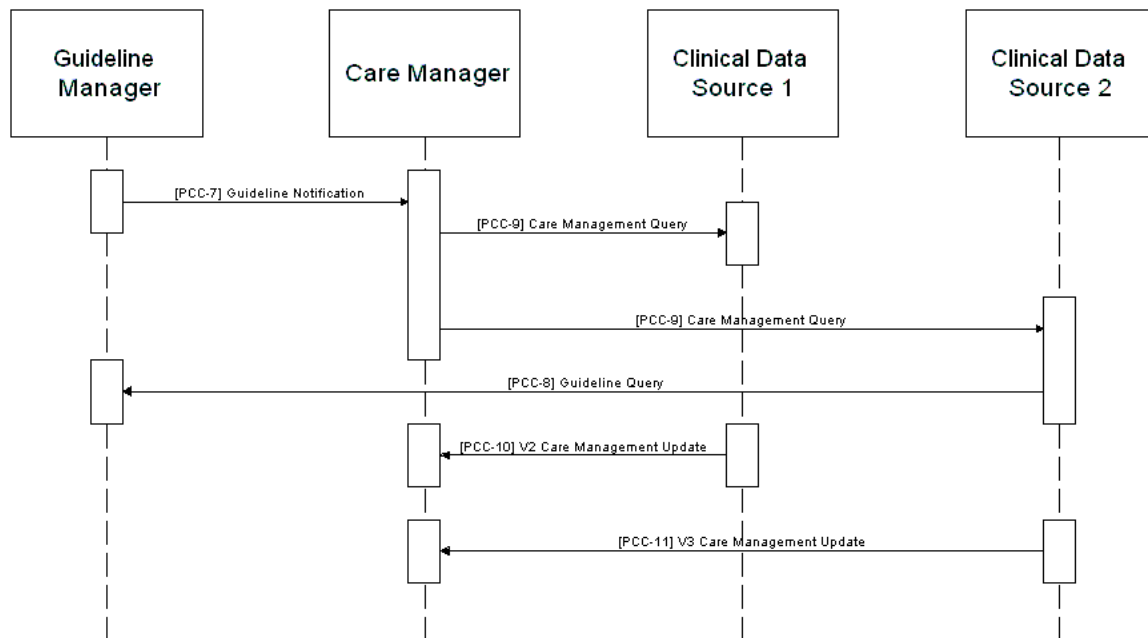 Guideline
Manager
Care Manager
Clinical Data
Source 1
Clinical Data
Source 2
[PCC-7] Guideline Notification
[PCC-9] Care Management Query
[PCC-9] Care Management Query
[PCC-8] Guideline Query
[PCC-10] V2 Care Management Update
[PCC-11] V3 Care Management Update